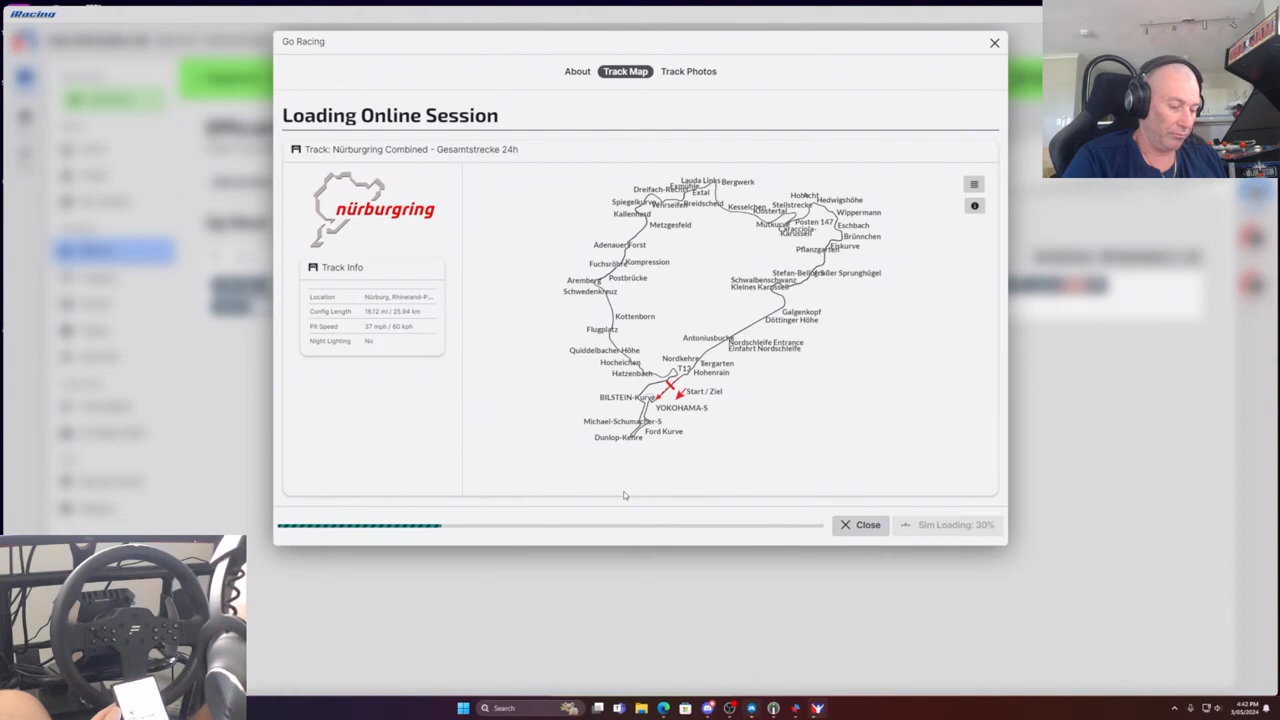 iRacing
Go Racing
About
Track Map
Track Photos
Loading Online Session
Track: Nürburgring Combined - Gesamtstrecke 24h
nürburgring
Track Info
Location Nürburg, Rhineland-P...
Config Length 16.12 mi / 25.94 km
Pit Speed 37 mph / 60 kph
Night Lighting No
Lauda Links
Bergwerk
Exmühle
Dreifach-Rechts
Extal
Wehrseifen
Breidscheid
Spiegelkurve
Kallenhard
Kesselchen
Klostertal
Mutkurve
Steilstrecke
Hohe Acht
Hedwigshöhe
Wippermann
Posten 147
Eschbach
Caracciola-
Karussell
Brünnchen
Eiskurve
Pflanzgarten
Metzgesfeld
Adenauer Forst
Fuchsröhre
Kompression
Aremberg
Postbrücke
Schwedenkreuz
Stefan-Bellof-S
Großer Sprunghügel
Schwalbenschwanz
Kleines Karussell
Galgenkopf
Döttinger Höhe
Kottenborn
Flugplatz
Antoniusbuche
Nordschleife Entrance
Einfahrt Nordschleife
Quiddelbacher Höhe
Hocheichen
Hatzenbach
Nordkehre
T13
Tiergarten
Hohenrain
Start / Ziel
BILSTEIN-Kurve
YOKOHAMA-S
Michael-Schumacher-S
Ford Kurve
Dunlop-Kehre
Close
Sim Loading: 30%
Search
4:42 PM
3/05/2024